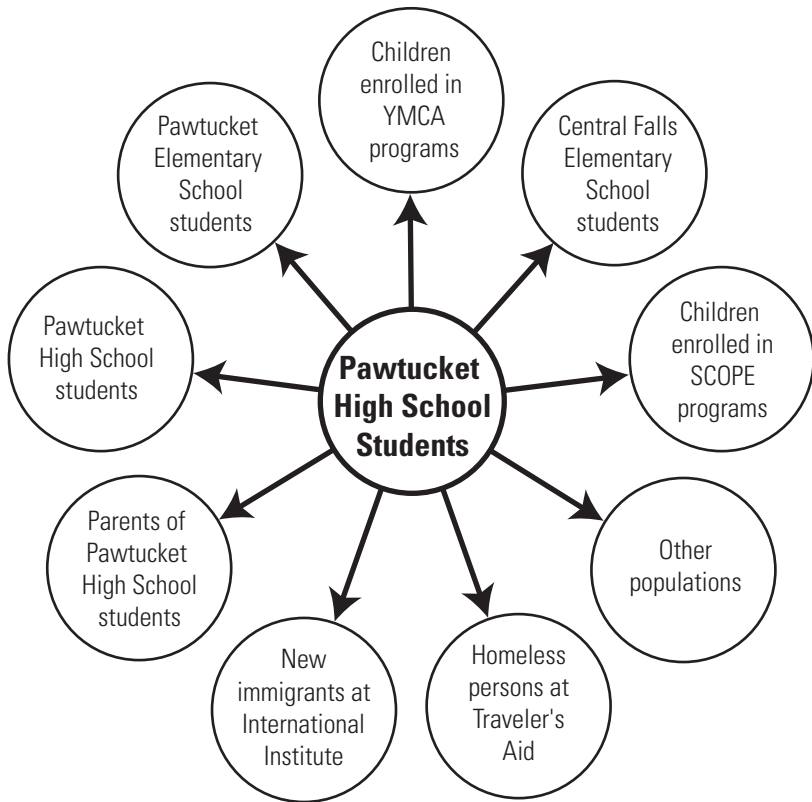 Children
enrolled in
YMCA
programs
Central Falls
Elementary
School
students
Children
enrolled in
SCOPE
programs
Other
populations
Homeless
persons at
Traveler's
Aid
New
immigrants at
International
Institute
Parents of
Pawtucket
High School
students
Pawtucket
High School
students
Pawtucket
Elementary
School
students
Pawtucket
High School
Students